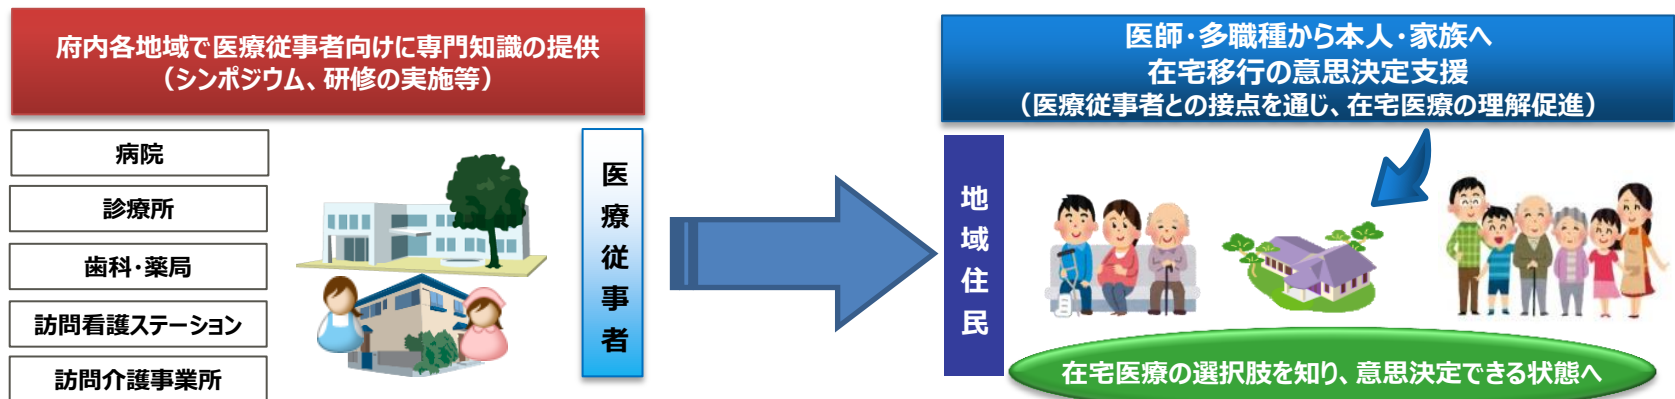 府内各地域で医療従事者向けに専門知識の提供
（シンポジウム、研修の実施等）
病院
診療所
歯科・薬局
訪問看護ステーション
訪問介護事業所
医療従事者
医師・多職種から本人・家族へ
在宅移行の意思決定支援
（医療従事者との接点を通じ、在宅医療の理解促進）
地域住民
在宅医療の選択肢を知り、意思決定できる状態へ